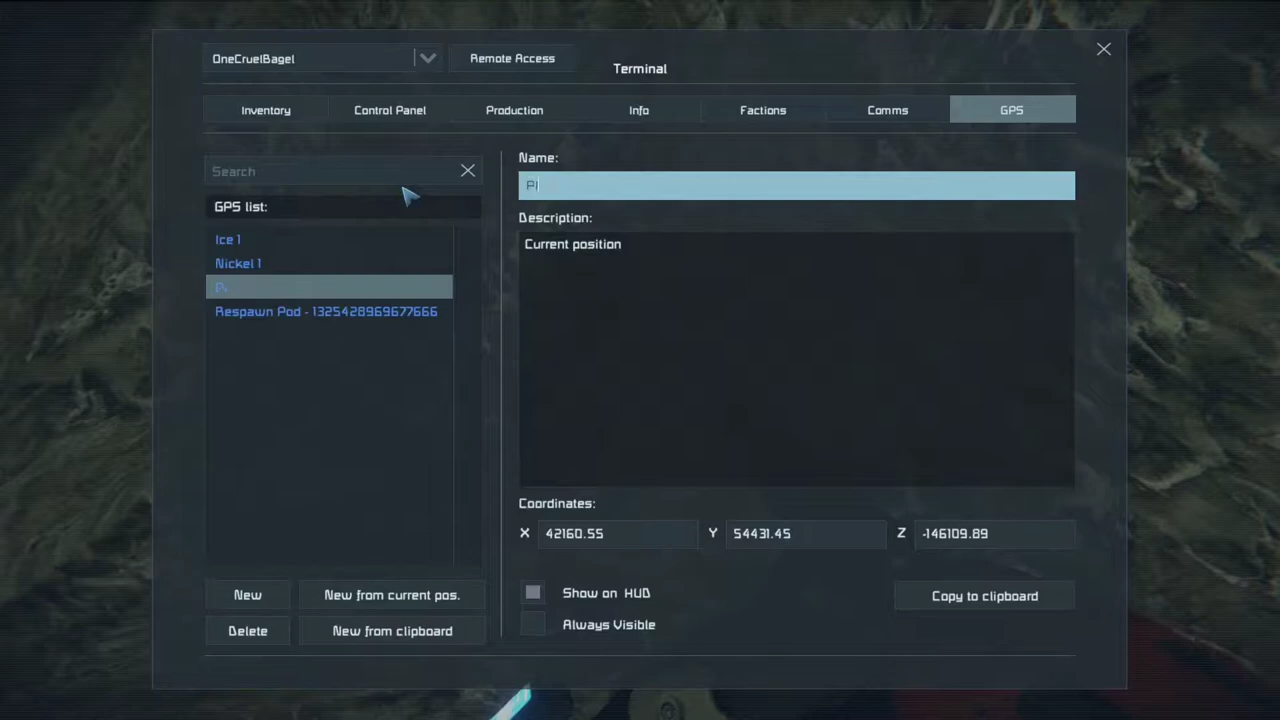 OneCruelBagel
Remote Access
Terminal
Inventory
Control Panel
Production
Info
Factions
Comms
GPS
Search
GPS list:
Ice 1
Nickel 1
Respawn Pod - 1325428969677666
New
New from current pos.
Delete
New from clipboard
Name:
Description:
Current position
Coordinates:
X 42160.55 Y 54431.45 Z -146109.89
Show on HUD
Always Visible
Copy to clipboard